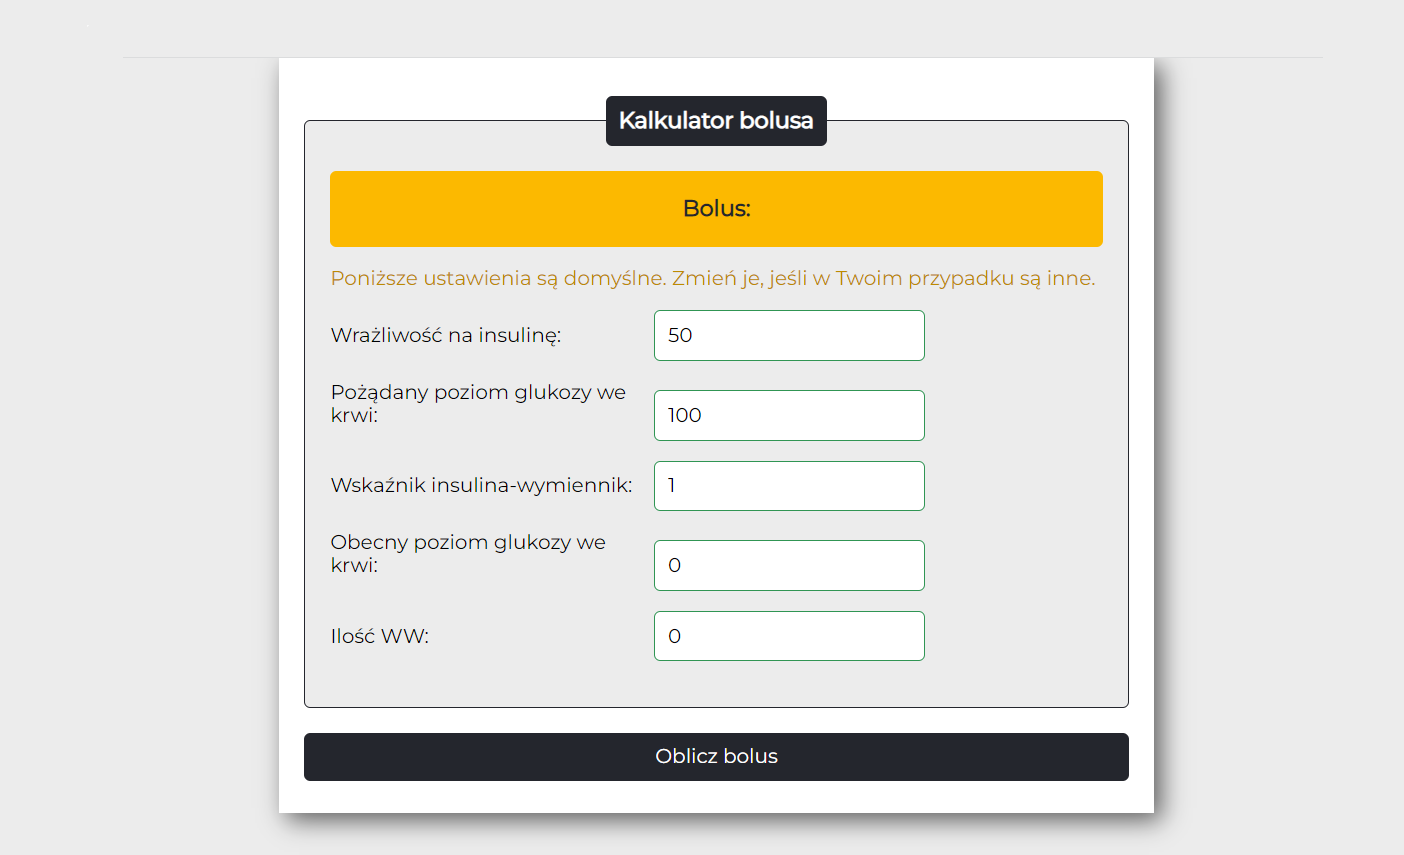 Kalkulator bolusa
Bolus:
Poniższe ustawienia są domyślne. Zmień je, jeśli w Twoim przypadku są inne.
Wrażliwość na insulinę:
50
Pożądany poziom glukozy we
krwi:
100
Wskaźnik insulina-wymiennik:
1
Obecny poziom glukozy we
krwi:
0
Ilość WW:
0
Oblicz bolus